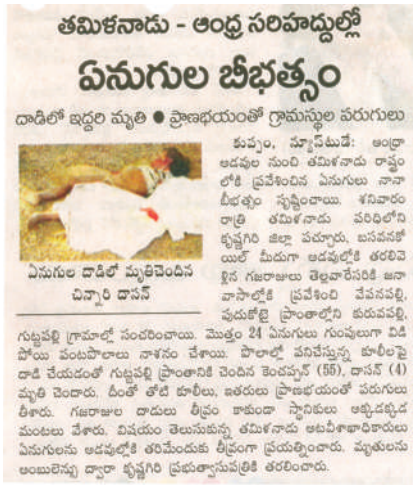 తమిళనాడు - ఆంధ్ర సరిహద్దుల్లో
ఏనుగుల బీభత్సం
దాడిలో ఇద్దరి మృతి ● ప్రాణభయంతో గ్రామస్థుల పరుగులు
ఏనుగుల దాడిలో మృతిచెందిన
చిన్నారి దాసన్
కుప్పం, న్యూస్‌టుడే: ఆంధ్రా
అడవుల నుంచి తమిళనాడు రాష్ట్రం
లోకి ప్రవేశించిన ఏనుగులు నానా
బీభత్సం సృష్టించాయి. శనివారం
రాత్రి తమిళనాడు పరిధిలోని
కృష్ణగిరి జిల్లా పచ్చూరు, బసవనకో
యిల్ మీదుగా అడవుల్లోకి తరలివె
ళ్లిన గజరాజులు తెల్లవారేసరికి జనా
వాసాల్లోకి ప్రవేశించి వేపనపల్లి,
పుదుకోట్టై ప్రాంతాల్లోని కురువపల్లి,
గుట్టపల్లి గ్రామాల్లో సంచరించాయి. మొత్తం 24 ఏనుగులు గుంపులుగా విడి
పోయి పంటపొలాలు నాశనం చేశాయి. పొలాల్లో పనిచేస్తున్న కూలీలపై
దాడి చేయడంతో గుట్టపల్లి ప్రాంతానికి చెందిన కెంచప్పన్ (55), దాసన్ (4)
మృతి చెందారు. దీంతో తోటి కూలీలు, ఇతరులు ప్రాణభయంతో పరుగులు
తీశారు. గజరాజుల దాడులు తీవ్రం కాకుండా స్థానికులు అక్కడక్కడ
మంటలు వేశారు. విషయం తెలుసుకున్న తమిళనాడు అటవీశాఖాధికారులు
ఏనుగులను అడవుల్లోకి తరిమేందుకు తీవ్రంగా ప్రయత్నించారు. మృతులను
అంబులెన్సు ద్వారా కృష్ణగిరి ప్రభుత్వాసుపత్రికి తరలించారు.